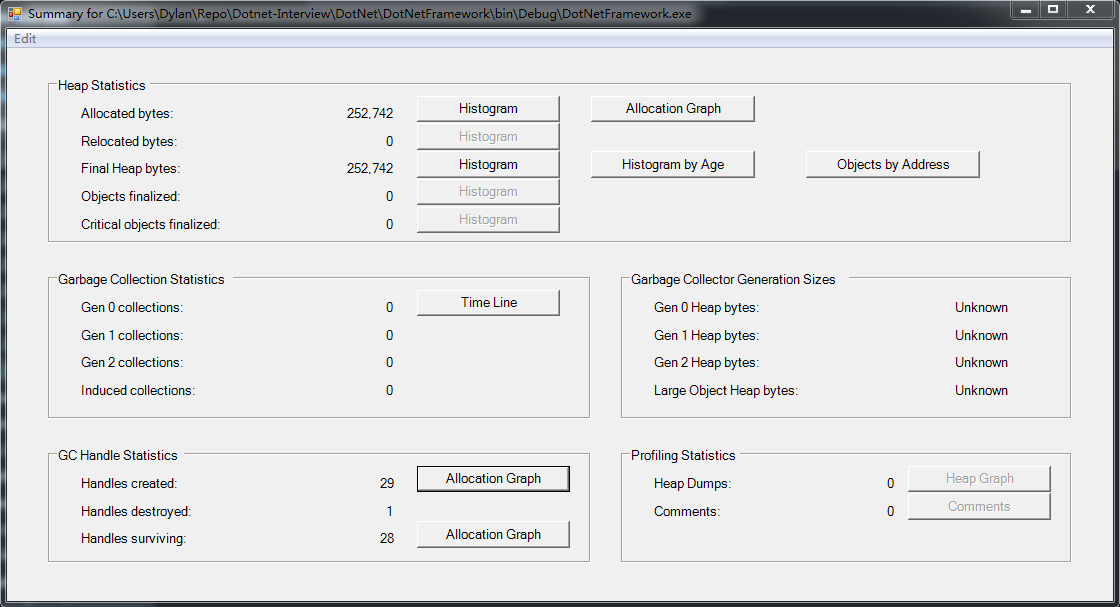 Summary for C:\Users\Dylan\Repo\Dotnet-Interview\DotNet\DotNetFramework\bin\Debug\DotNetFramework.exe
Edit
Heap Statistics
Allocated bytes: 252,742 Histogram Allocation Graph
Relocated bytes: 0 Histogram
Final Heap bytes: 252,742 Histogram Histogram by Age Objects by Address
Objects finalized: 0 Histogram
Critical objects finalized: 0 Histogram
Garbage Collection Statistics
Gen 0 collections: 0 Time Line
Gen 1 collections: 0
Gen 2 collections: 0
Induced collections: 0
Garbage Collector Generation Sizes
Gen 0 Heap bytes: Unknown
Gen 1 Heap bytes: Unknown
Gen 2 Heap bytes: Unknown
Large Object Heap bytes: Unknown
GC Handle Statistics
Handles created: 29 Allocation Graph
Handles destroyed: 1
Handles surviving: 28 Allocation Graph
Profiling Statistics
Heap Dumps: 0 Heap Graph
Comments: 0 Comments